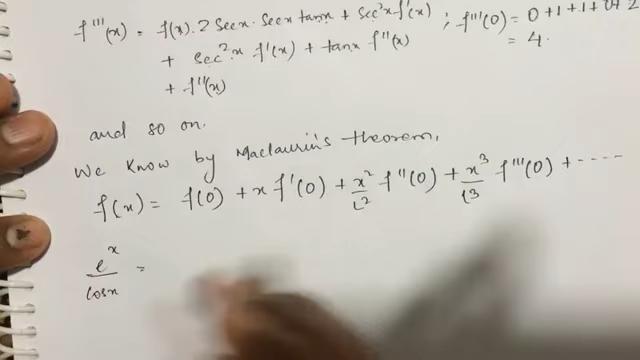 f'''(x) = f(x). 2 Secx. Secx tanx + Sec²x f'(x) ; f'''(0) = 0+1+1+0+2
+ sec²x f'(x) + tanx f''(x) = 4.
+ f''(x)
and so on.
We know by Maclaurin's theorem,
f(x) = f(0) + x f'(0) + x²/⌊2 f''(0) + x³/⌊3 f'''(0) + ----
e^x/cosx =